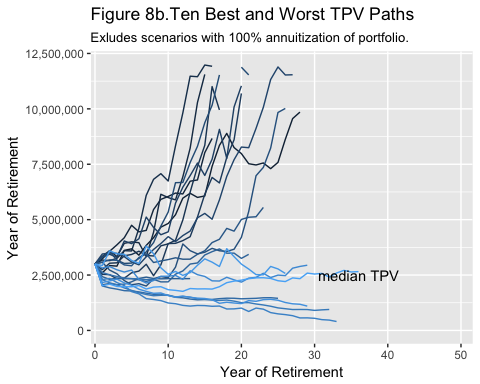 Figure 8b.Ten Best and Worst TPV Paths
Exludes scenarios with 100% annuitization of portfolio.
12,500,000
10,000,000
7,500,000
5,000,000
2,500,000
0
Year of Retirement
median TPV
0 10 20 30 40 50
Year of Retirement